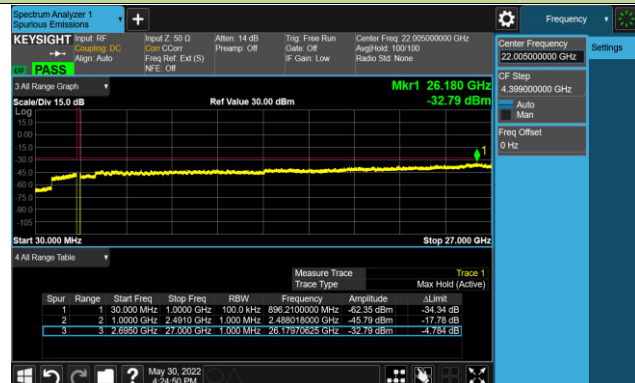 Spectrum Analyzer 1
Spurious Emissions
Frequency
KEYSIGHT
Input: RF
Coupling: DC
Align: Auto
Input Z: 50 Ω
Corr CCorr
Freq Ref: Ext (S)
NFE: Off
Atten: 14 dB
Preamp: Off
Trig: Free Run
Gate: Off
IF Gain: Low
Center Freq: 22.005000000 GHz
Avg|Hold: 100/100
Radio Std: None
PASS
Center Frequency
22.005000000 GHz
Settings
CF Step
4.399000000 GHz
Auto
Man
Freq Offset
0 Hz
3 All Range Graph
Mkr1 26.180 GHz
Scale/Div 15.0 dB
Ref Value 30.00 dBm
-32.79 dBm
Log
15.0
0.00
-15.0
-30.0
-45.0
-60.0
-75.0
-90.0
-105
1
Start 30.000 MHz
Stop 27.000 GHz
4 All Range Table
Measure Trace Trace 1
Trace Type Max Hold (Active)
Spur Range Start Freq Stop Freq RBW Frequency Amplitude ΔLimit
1 1 30.000 MHz 1.0000 GHz 100.0 kHz 896.2100000 MHz -62.35 dBm -34.34 dB
2 2 1.0000 GHz 2.4910 GHz 1.000 MHz 2.488018000 GHz -45.79 dBm -17.78 dB
3 3 2.6950 GHz 27.000 GHz 1.000 MHz 26.17970625 GHz -32.79 dBm -4.784 dB
May 30, 2022
4:24:50 PM